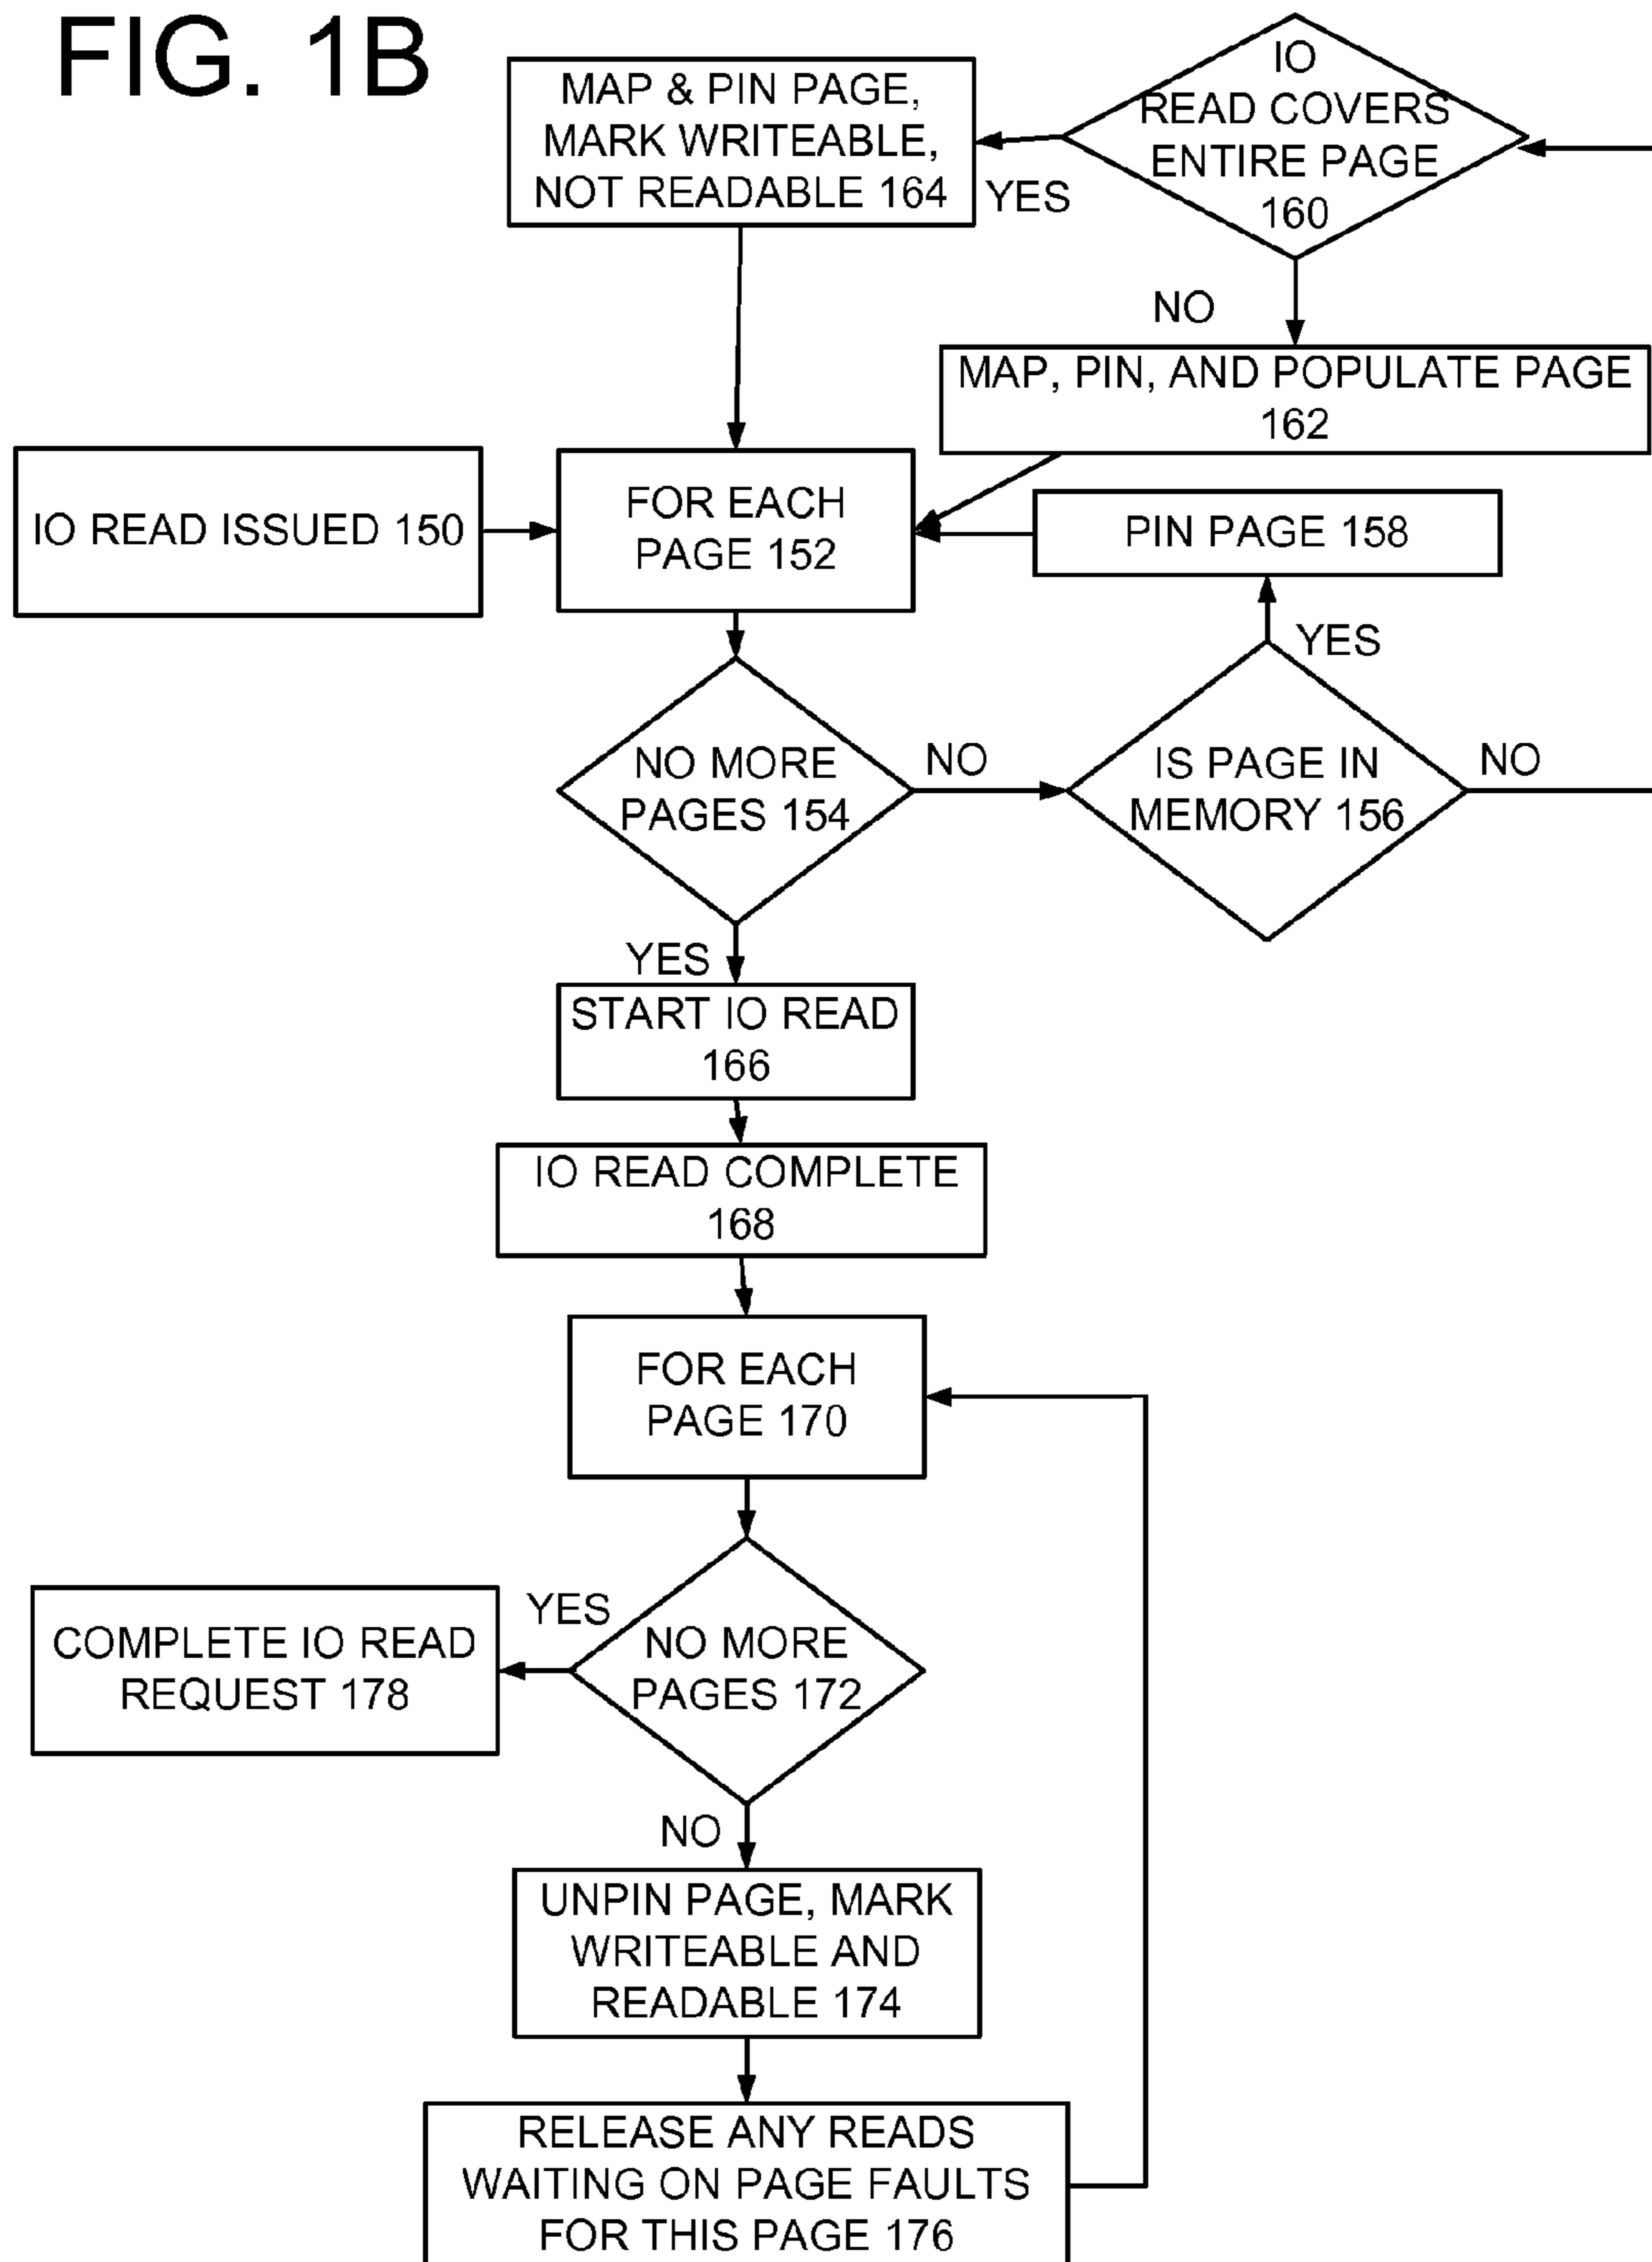 FIG. 1B
MAP & PIN PAGE,
MARK WRITEABLE,
NOT READABLE 164
IO
READ COVERS
ENTIRE PAGE
160
YES
NO
MAP, PIN, AND POPULATE PAGE
162
IO READ ISSUED 150
FOR EACH
PAGE 152
PIN PAGE 158
YES
NO MORE
PAGES 154
NO
IS PAGE IN
MEMORY 156
NO
YES
START IO READ
166
IO READ COMPLETE
168
FOR EACH
PAGE 170
YES
COMPLETE IO READ
REQUEST 178
NO MORE
PAGES 172
NO
UNPIN PAGE, MARK
WRITEABLE AND
READABLE 174
RELEASE ANY READS
WAITING ON PAGE FAULTS
FOR THIS PAGE 176